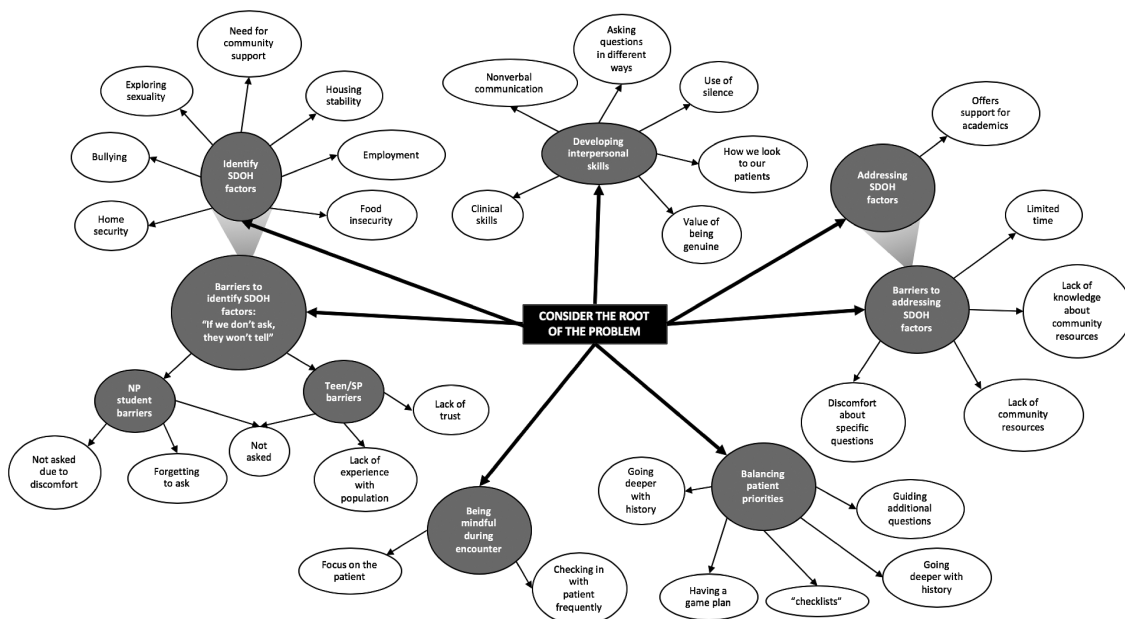 Need for
community
support
Exploring
sexuality
Housing
stability
Bullying
Identify
SDOH
factors
Employment
Home
security
Food
insecurity
Asking
questions
in different
ways
Nonverbal
communication
Use of
silence
Developing
interpersonal
skills
How we look
to our
patients
Clinical
skills
Value of
being
genuine
Offers
support for
academics
Addressing
SDOH
factors
Limited
time
Barriers to
addressing
SDOH
factors
Lack of
knowledge
about
community
resources
Discomfort
about
specific
questions
Lack of
community
resources
Barriers to
identify SDOH
factors:
“If we don’t ask,
they won’t tell”
CONSIDER THE ROOT
OF THE PROBLEM
NP
student
barriers
Teen/SP
barriers
Lack of
trust
Not asked
due to
discomfort
Forgetting
to ask
Not
asked
Lack of
experience
with
population
Being
mindful
during
encounter
Focus on the
patient
Checking in
with
patient
frequently
Balancing
patient
priorities
Going
deeper
with
history
Guiding
additional
questions
Having a
game plan
“checklists”
Going
deeper with
history